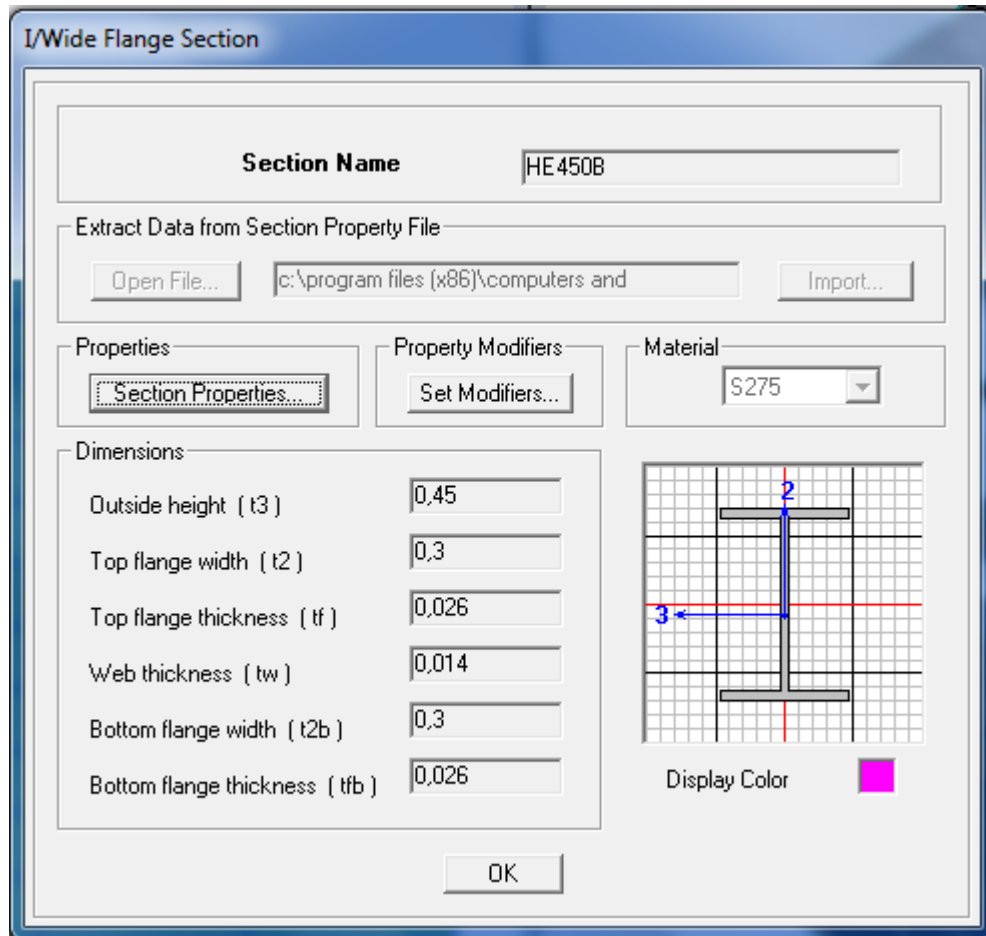 I/Wide Flange Section
Section Name HE450B
Extract Data from Section Property File
Open File... c:\program files (x86)\computers and Import...
Properties Property Modifiers Material
Section Properties... Set Modifiers... S275
Dimensions
Outside height ( t3 ) 0,45
Top flange width ( t2 ) 0,3
Top flange thickness ( tf ) 0,026
Web thickness ( tw ) 0,014
Bottom flange width ( t2b ) 0,3
Bottom flange thickness ( tfb ) 0,026
2
3
Display Color
OK